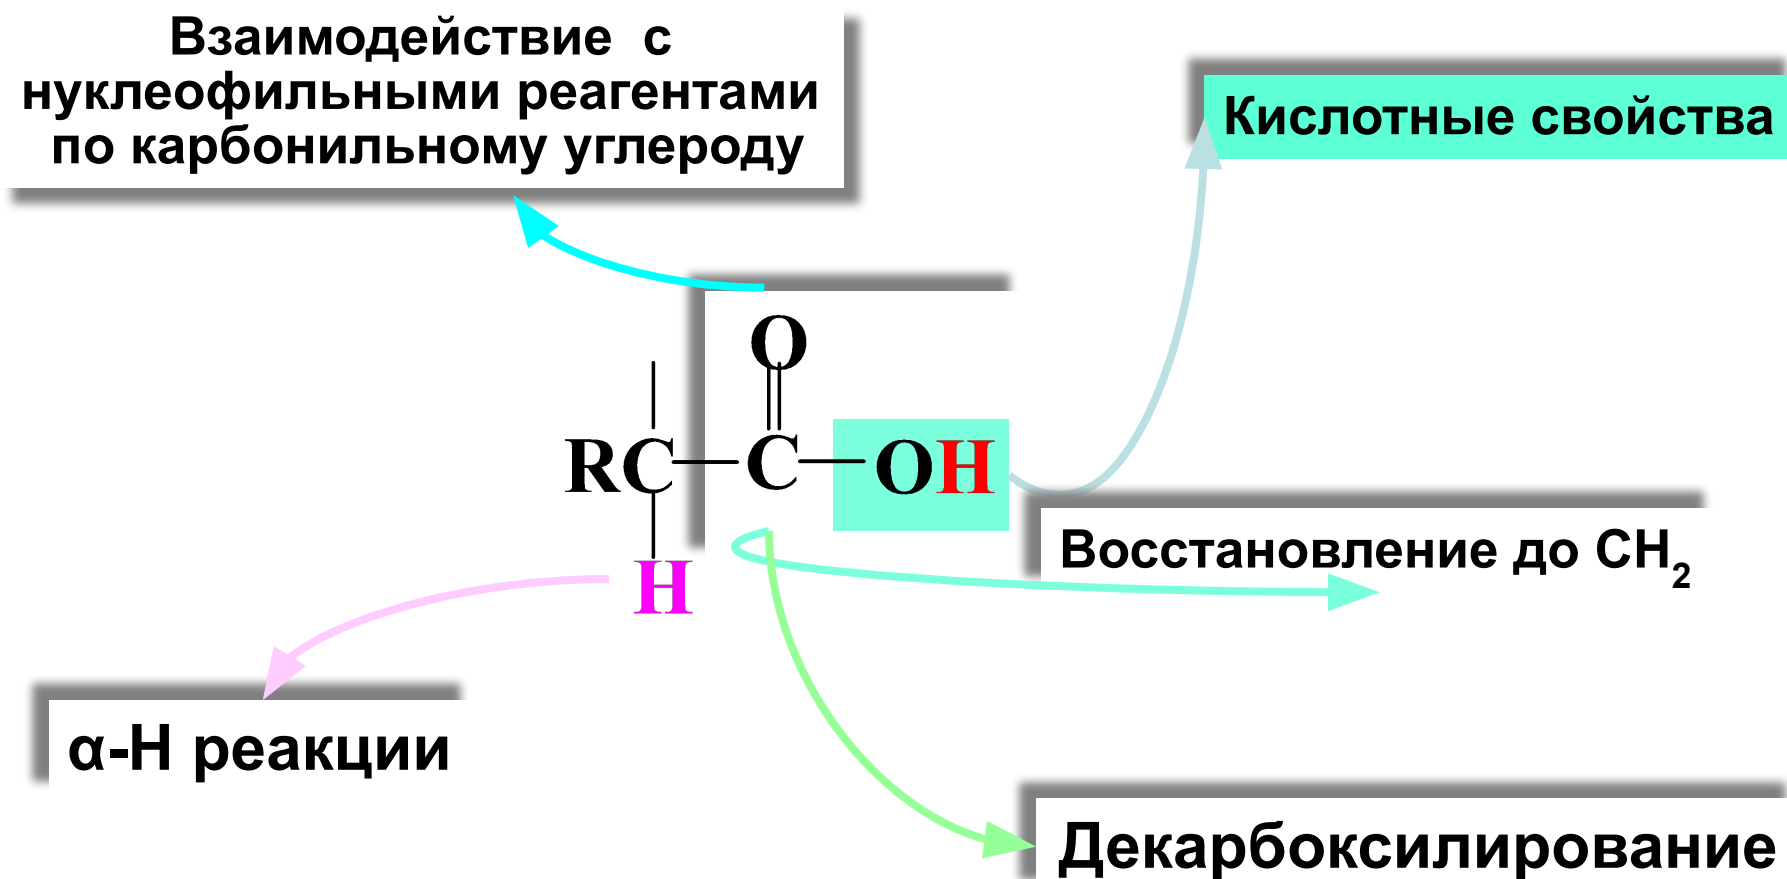 Взаимодействие с
нуклеофильными реагентами
по карбонильному углероду
Кислотные свойства
O
RC C OH
H
Восстановление до CH2
α-H реакции
Декарбоксилирование